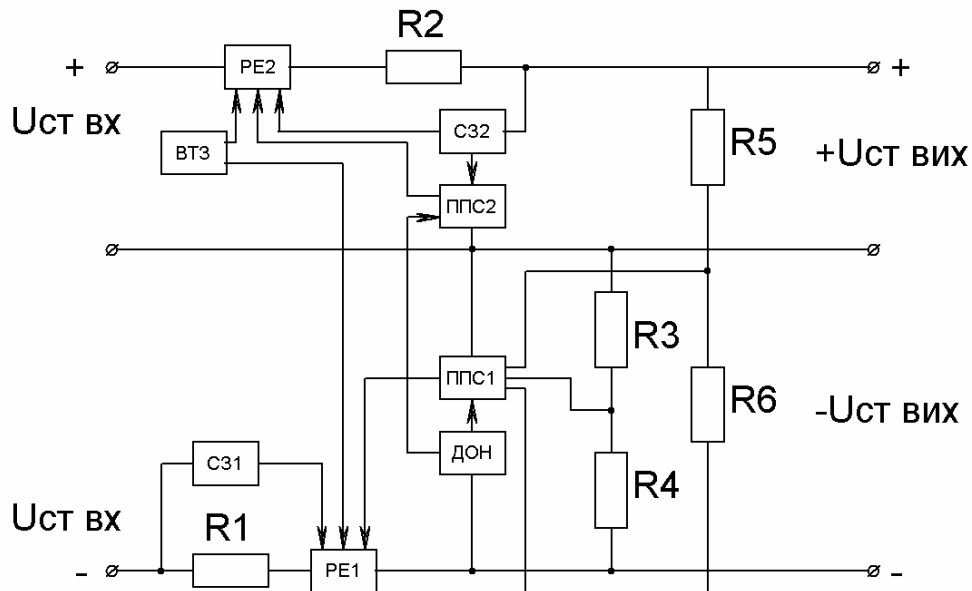 R2
+ РЕ2 +
Uст вх
СЗ2
R5
ВТЗ
+Uст вих
ППС2
R3
ППС1
R6
-Uст вих
ДОН
СЗ1
R4
Uст вх
R1
- РЕ1 -